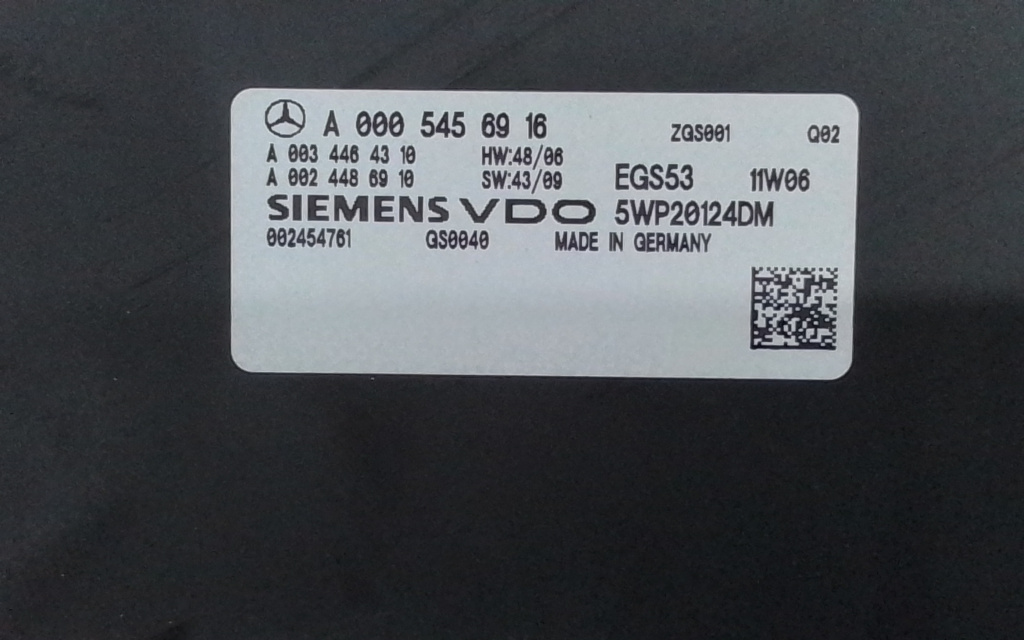 A 000 545 69 16 ZGS001 Q02
A 003 446 43 10 HW:48/06
A 002 448 69 10 SW:43/09 EGS53 11W06
SIEMENS VDO 5WP20124DM
002454761 QS0040 MADE IN GERMANY